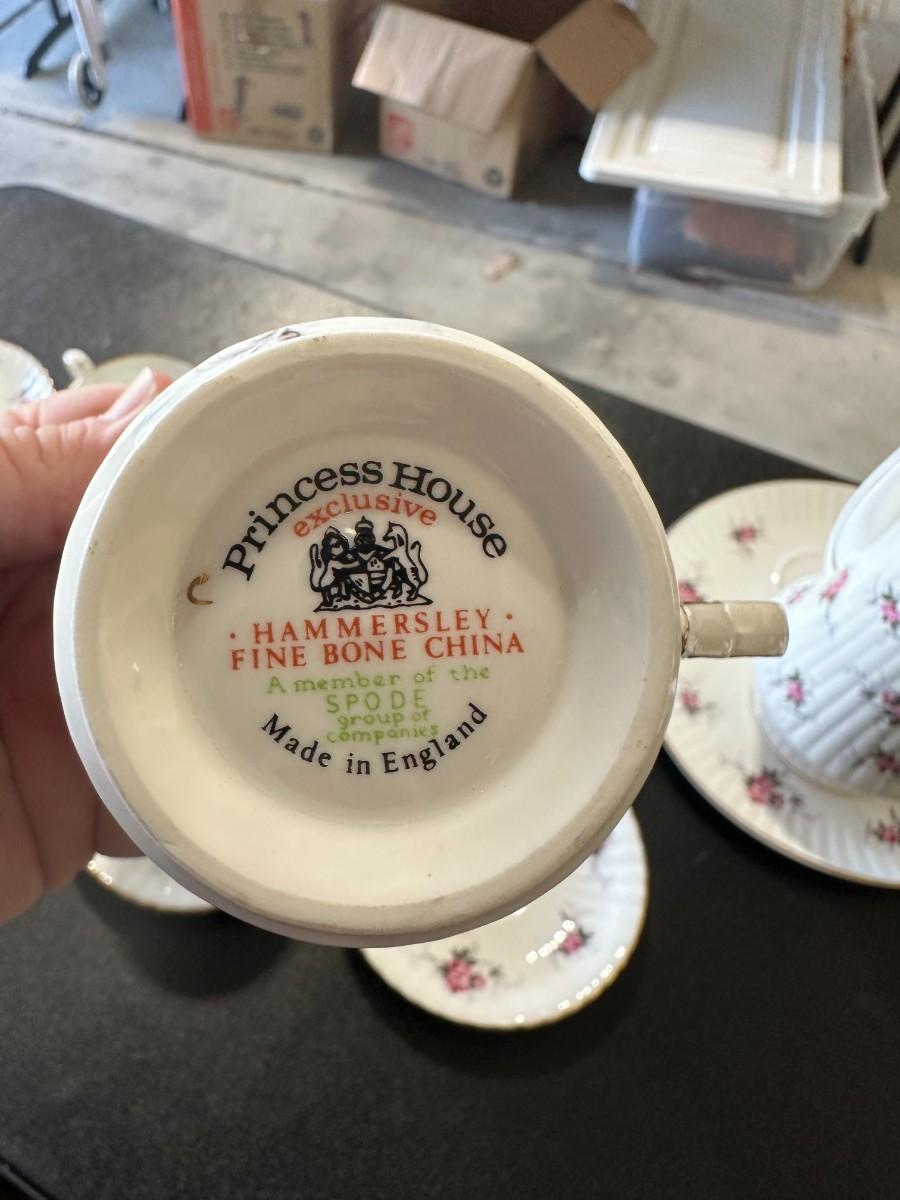 Princess House
exclusive
· HAMMERSLEY ·
FINE BONE CHINA
A member of the
SPODE
group of
companies
Made in England